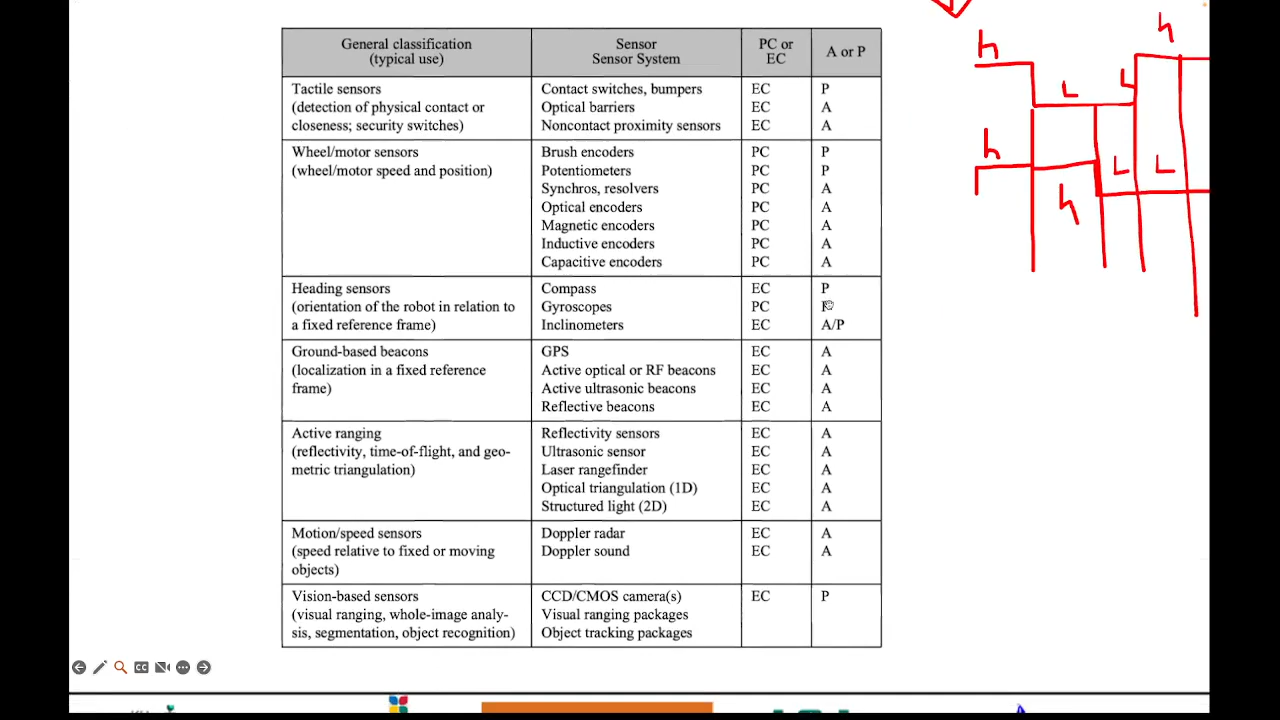 General classification
(typical use)
Sensor
Sensor System
PC or
EC
A or P
Tactile sensors
(detection of physical contact or
closeness; security switches)
Contact switches, bumpers EC P
Optical barriers EC A
Noncontact proximity sensors EC A
Wheel/motor sensors
(wheel/motor speed and position)
Brush encoders PC P
Potentiometers PC P
Synchros, resolvers PC A
Optical encoders PC A
Magnetic encoders PC A
Inductive encoders PC A
Capacitive encoders PC A
Heading sensors
(orientation of the robot in relation to
a fixed reference frame)
Compass EC P
Gyroscopes PC
Inclinometers EC A/P
Ground-based beacons
(localization in a fixed reference
frame)
GPS EC A
Active optical or RF beacons EC A
Active ultrasonic beacons EC A
Reflective beacons EC A
Active ranging
(reflectivity, time-of-flight, and geo-
metric triangulation)
Reflectivity sensors EC A
Ultrasonic sensor EC A
Laser rangefinder EC A
Optical triangulation (1D) EC A
Structured light (2D) EC A
Motion/speed sensors
(speed relative to fixed or moving
objects)
Doppler radar EC A
Doppler sound EC A
Vision-based sensors
(visual ranging, whole-image analy-
sis, segmentation, object recognition)
CCD/CMOS camera(s) EC P
Visual ranging packages
Object tracking packages
h
h
L
L
h
L
L
h
CC